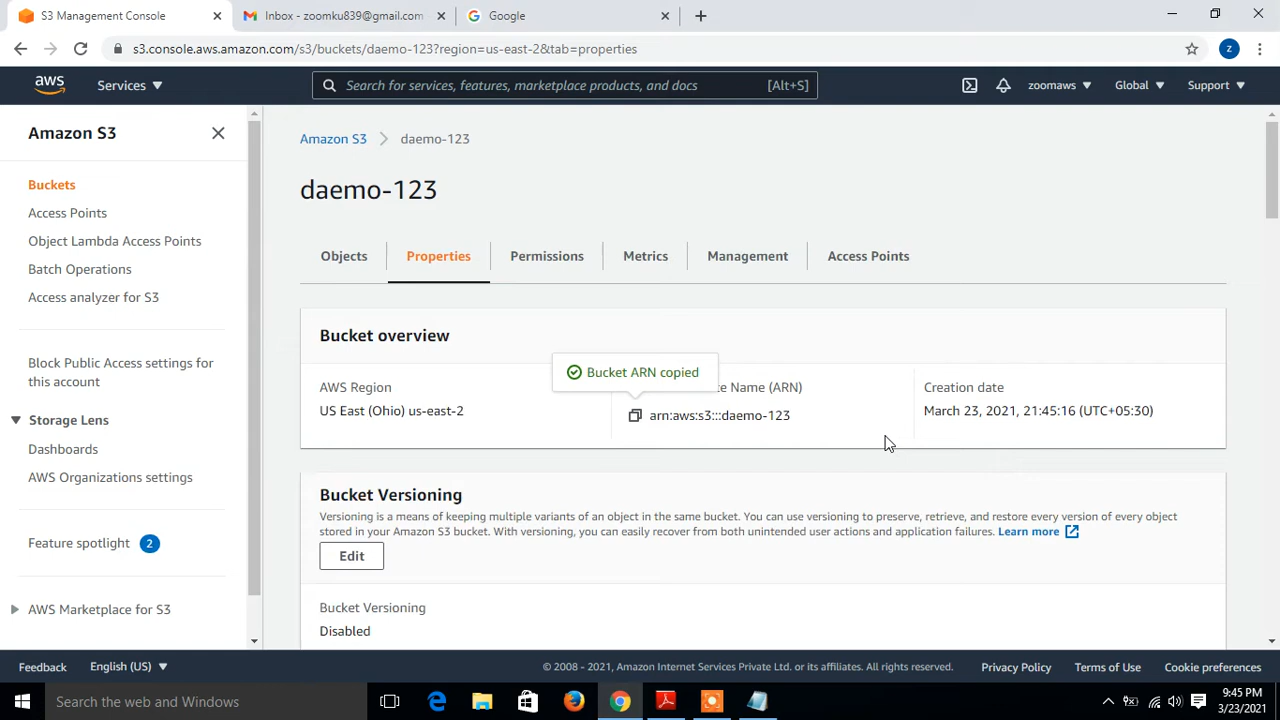 S3 Management Console
Inbox - zoomku839@gmail.com
Google
s3.console.aws.amazon.com/s3/buckets/daemo-123?region=us-east-2&tab=properties
z
aws
Services
Search for services, features, marketplace products, and docs
[Alt+S]
zoomaws
Global
Support
Amazon S3
Buckets
Access Points
Object Lambda Access Points
Batch Operations
Access analyzer for S3
Block Public Access settings for
this account
Storage Lens
Dashboards
AWS Organizations settings
Feature spotlight 2
AWS Marketplace for S3
Amazon S3
daemo-123
daemo-123
Objects
Properties
Permissions
Metrics
Management
Access Points
Bucket overview
Bucket ARN copied
AWS Region
US East (Ohio) us-east-2
Name (ARN)
arn:aws:s3:::daemo-123
Creation date
March 23, 2021, 21:45:16 (UTC+05:30)
Bucket Versioning
Versioning is a means of keeping multiple variants of an object in the same bucket. You can use versioning to preserve, retrieve, and restore every version of every object
stored in your Amazon S3 bucket. With versioning, you can easily recover from both unintended user actions and application failures. Learn more
Edit
Bucket Versioning
Disabled
Feedback
English (US)
© 2008 - 2021, Amazon Internet Services Private Ltd. or its affiliates. All rights reserved.
Privacy Policy
Terms of Use
Cookie preferences
Search the web and Windows
9:45 PM
3/23/2021